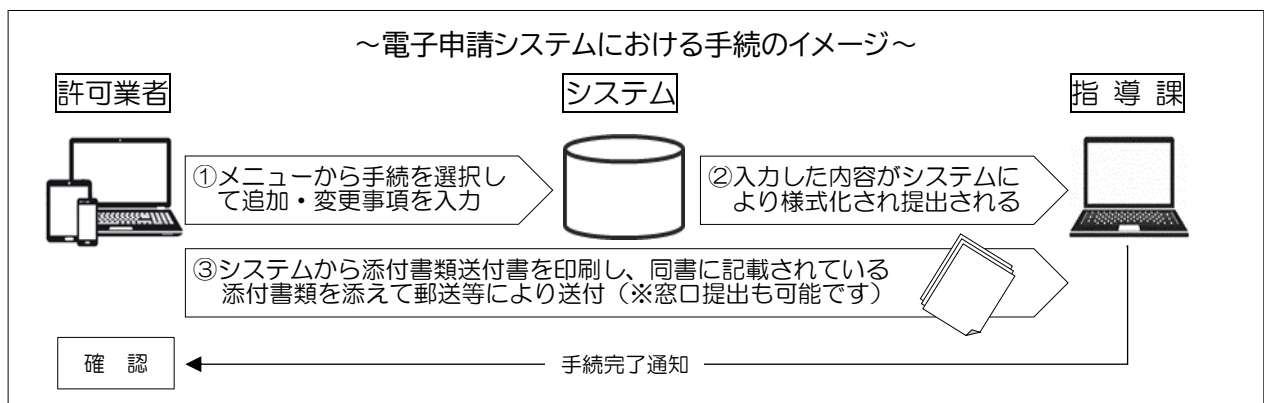 ～電子申請システムにおける手続のイメージ～
許可業者
システム
指 導 課
①メニューから手続を選択し
て追加・変更事項を入力
②入力した内容がシステムに
より様式化され提出される
③システムから添付書類送付書を印刷し、同書に記載されている
添付書類を添えて郵送等により送付（※窓口提出も可能です）
確 認
手続完了通知